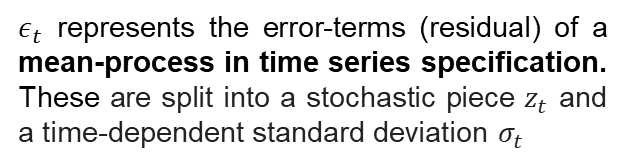 ϵt represents the error-terms (residual) of a
mean-process in time series specification.
These are split into a stochastic piece zt and
a time-dependent standard deviation σt